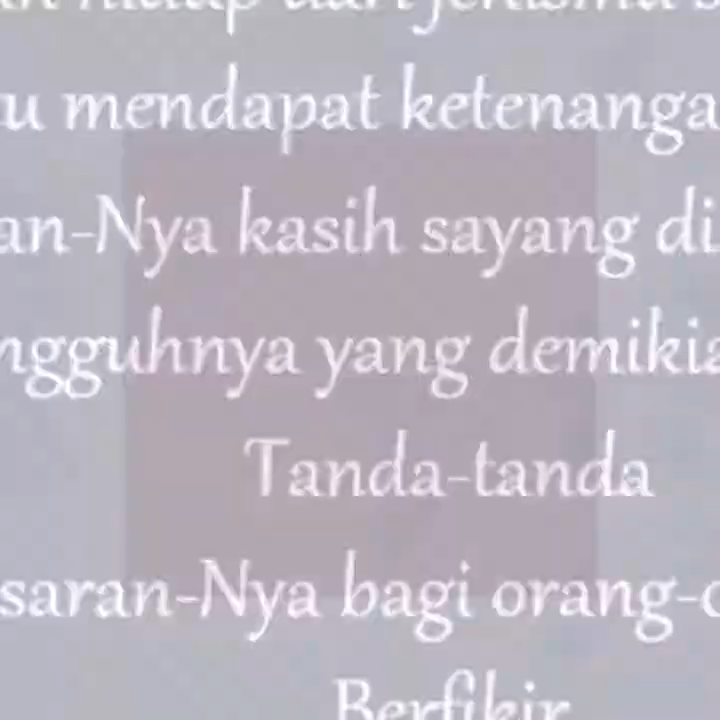 u mendapat ketenanga
an-Nya kasih sayang di
ngguhnya yang demikia
Tanda-tanda
saran-Nya bagi orang-o
Berfikir